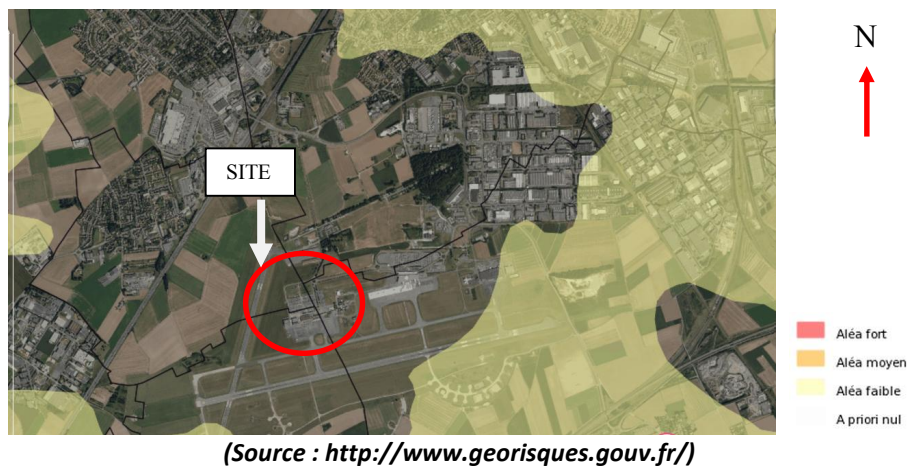 N
SITE
Aléa fort
Aléa moyen
Aléa faible
A priori nul
(Source : http://www.georisques.gouv.fr/)